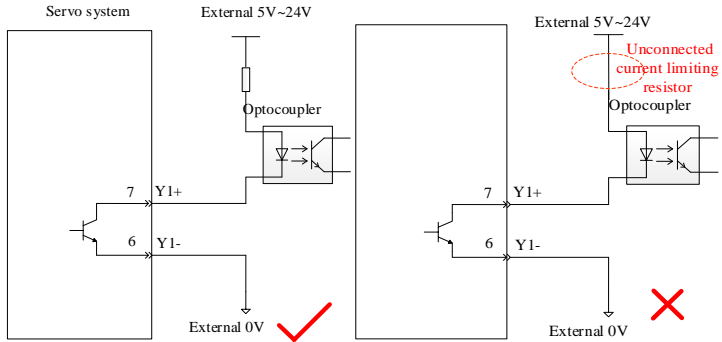 Servo system
External 5V~24V
Optocoupler
7
Y1+
6
Y1-
External 0V
External 5V~24V
Unconnected
current limiting
resistor
Optocoupler
7
Y1+
6
Y1-
External 0V